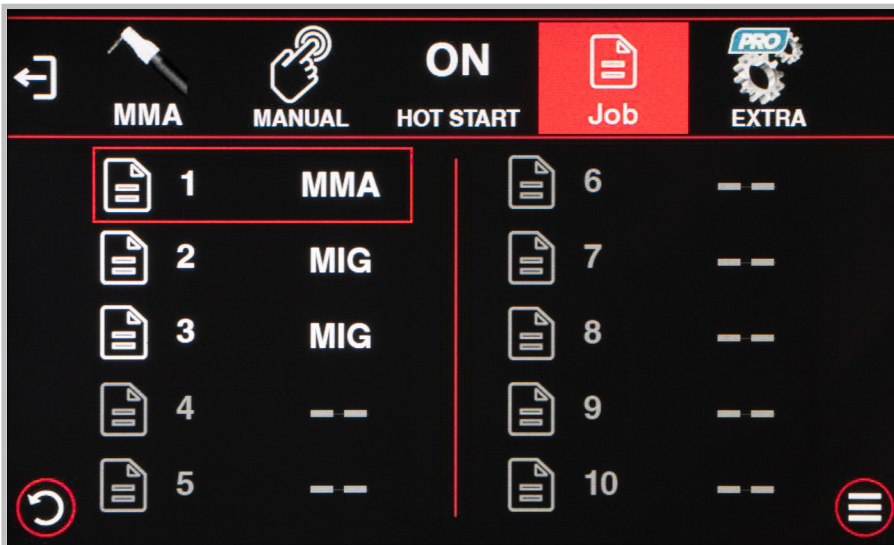 ON
PRO
MMA MANUAL HOT START Job EXTRA
1 MMA
2 MIG
3 MIG
4 -- --
5 -- --
6 -- --
7 -- --
8 -- --
9 -- --
10 -- --